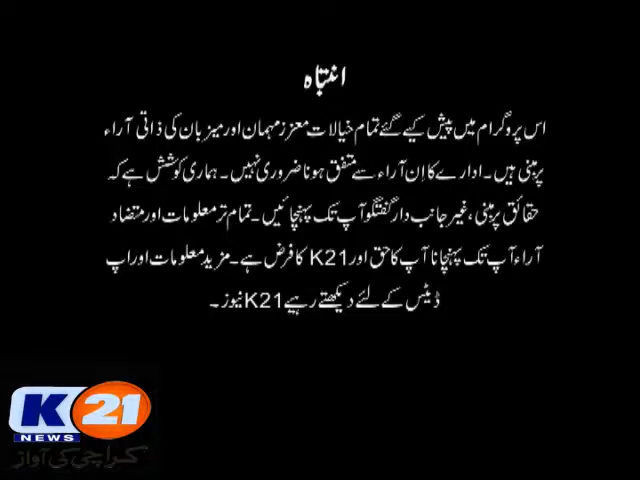 انتباہ
اس پروگرام میں پیش کیے گئے تمام خیالات معزز مہمان اور میزبان کی ذاتی آراء
پر مبنی ہیں۔ ادارے کا اِن آراء سے متفق ہونا ضروری نہیں۔ ہماری کوشش ہے کہ
حقائق پر مبنی، غیر جانب دار گفتگو آپ تک پہنچائیں۔ تمام تر معلومات اور متضاد
آراء آپ تک پہنچانا آپ کا حق اور K21 کا فرض ہے۔ مزید معلومات اور اپ
ڈیٹس کے لئے دیکھتے رہیے K21 نیوز۔
K21
NEWS
کراچی کی آواز